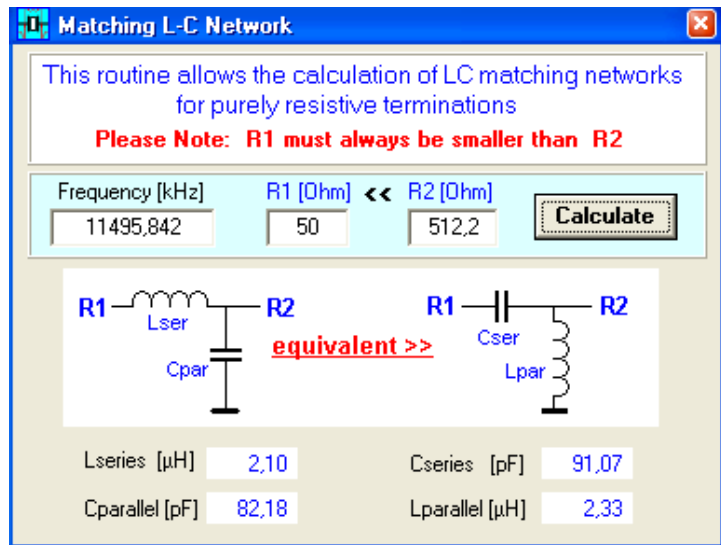 Matching L-C Network
This routine allows the calculation of LC matching networks
for purely resistive terminations
Please Note: R1 must always be smaller than R2
Frequency [kHz] R1 [Ohm] << R2 [Ohm]
11495,842 50 512,2 Calculate
R1 R2 R1 R2
Lser Cser
equivalent >>
Cpar Lpar
Lseries [µH] 2,10 Cseries [pF] 91,07
Cparallel [pF] 82,18 Lparallel [µH] 2,33